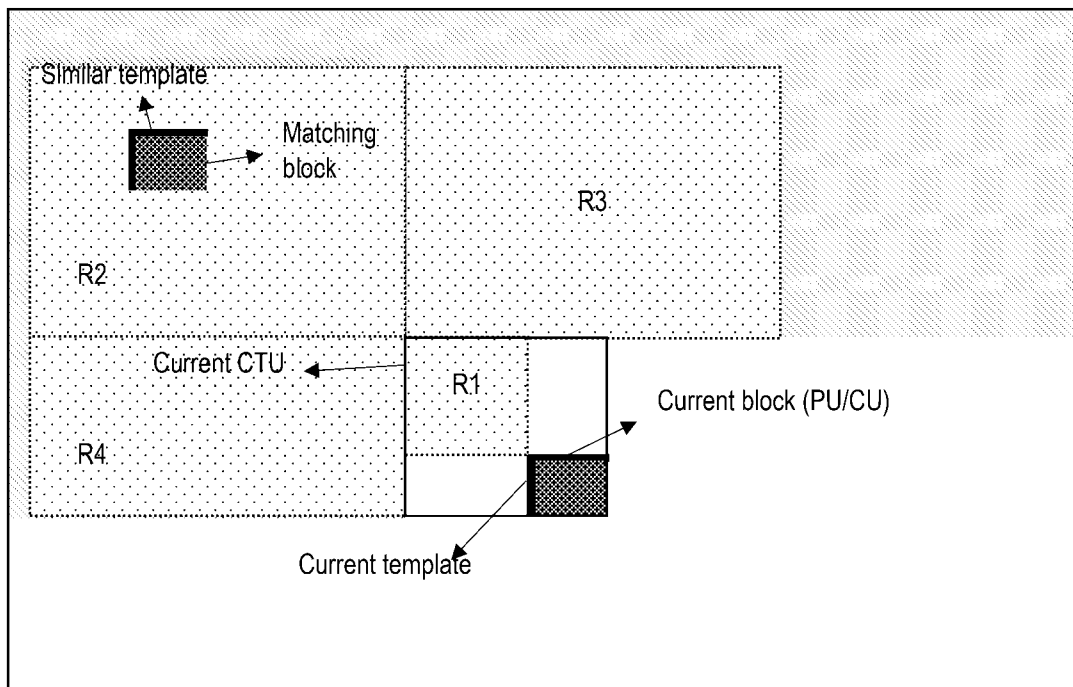 SImilar template
Matching
block
R3
R2
Current CTU
R1
Current block (PU/CU)
R4
Current template